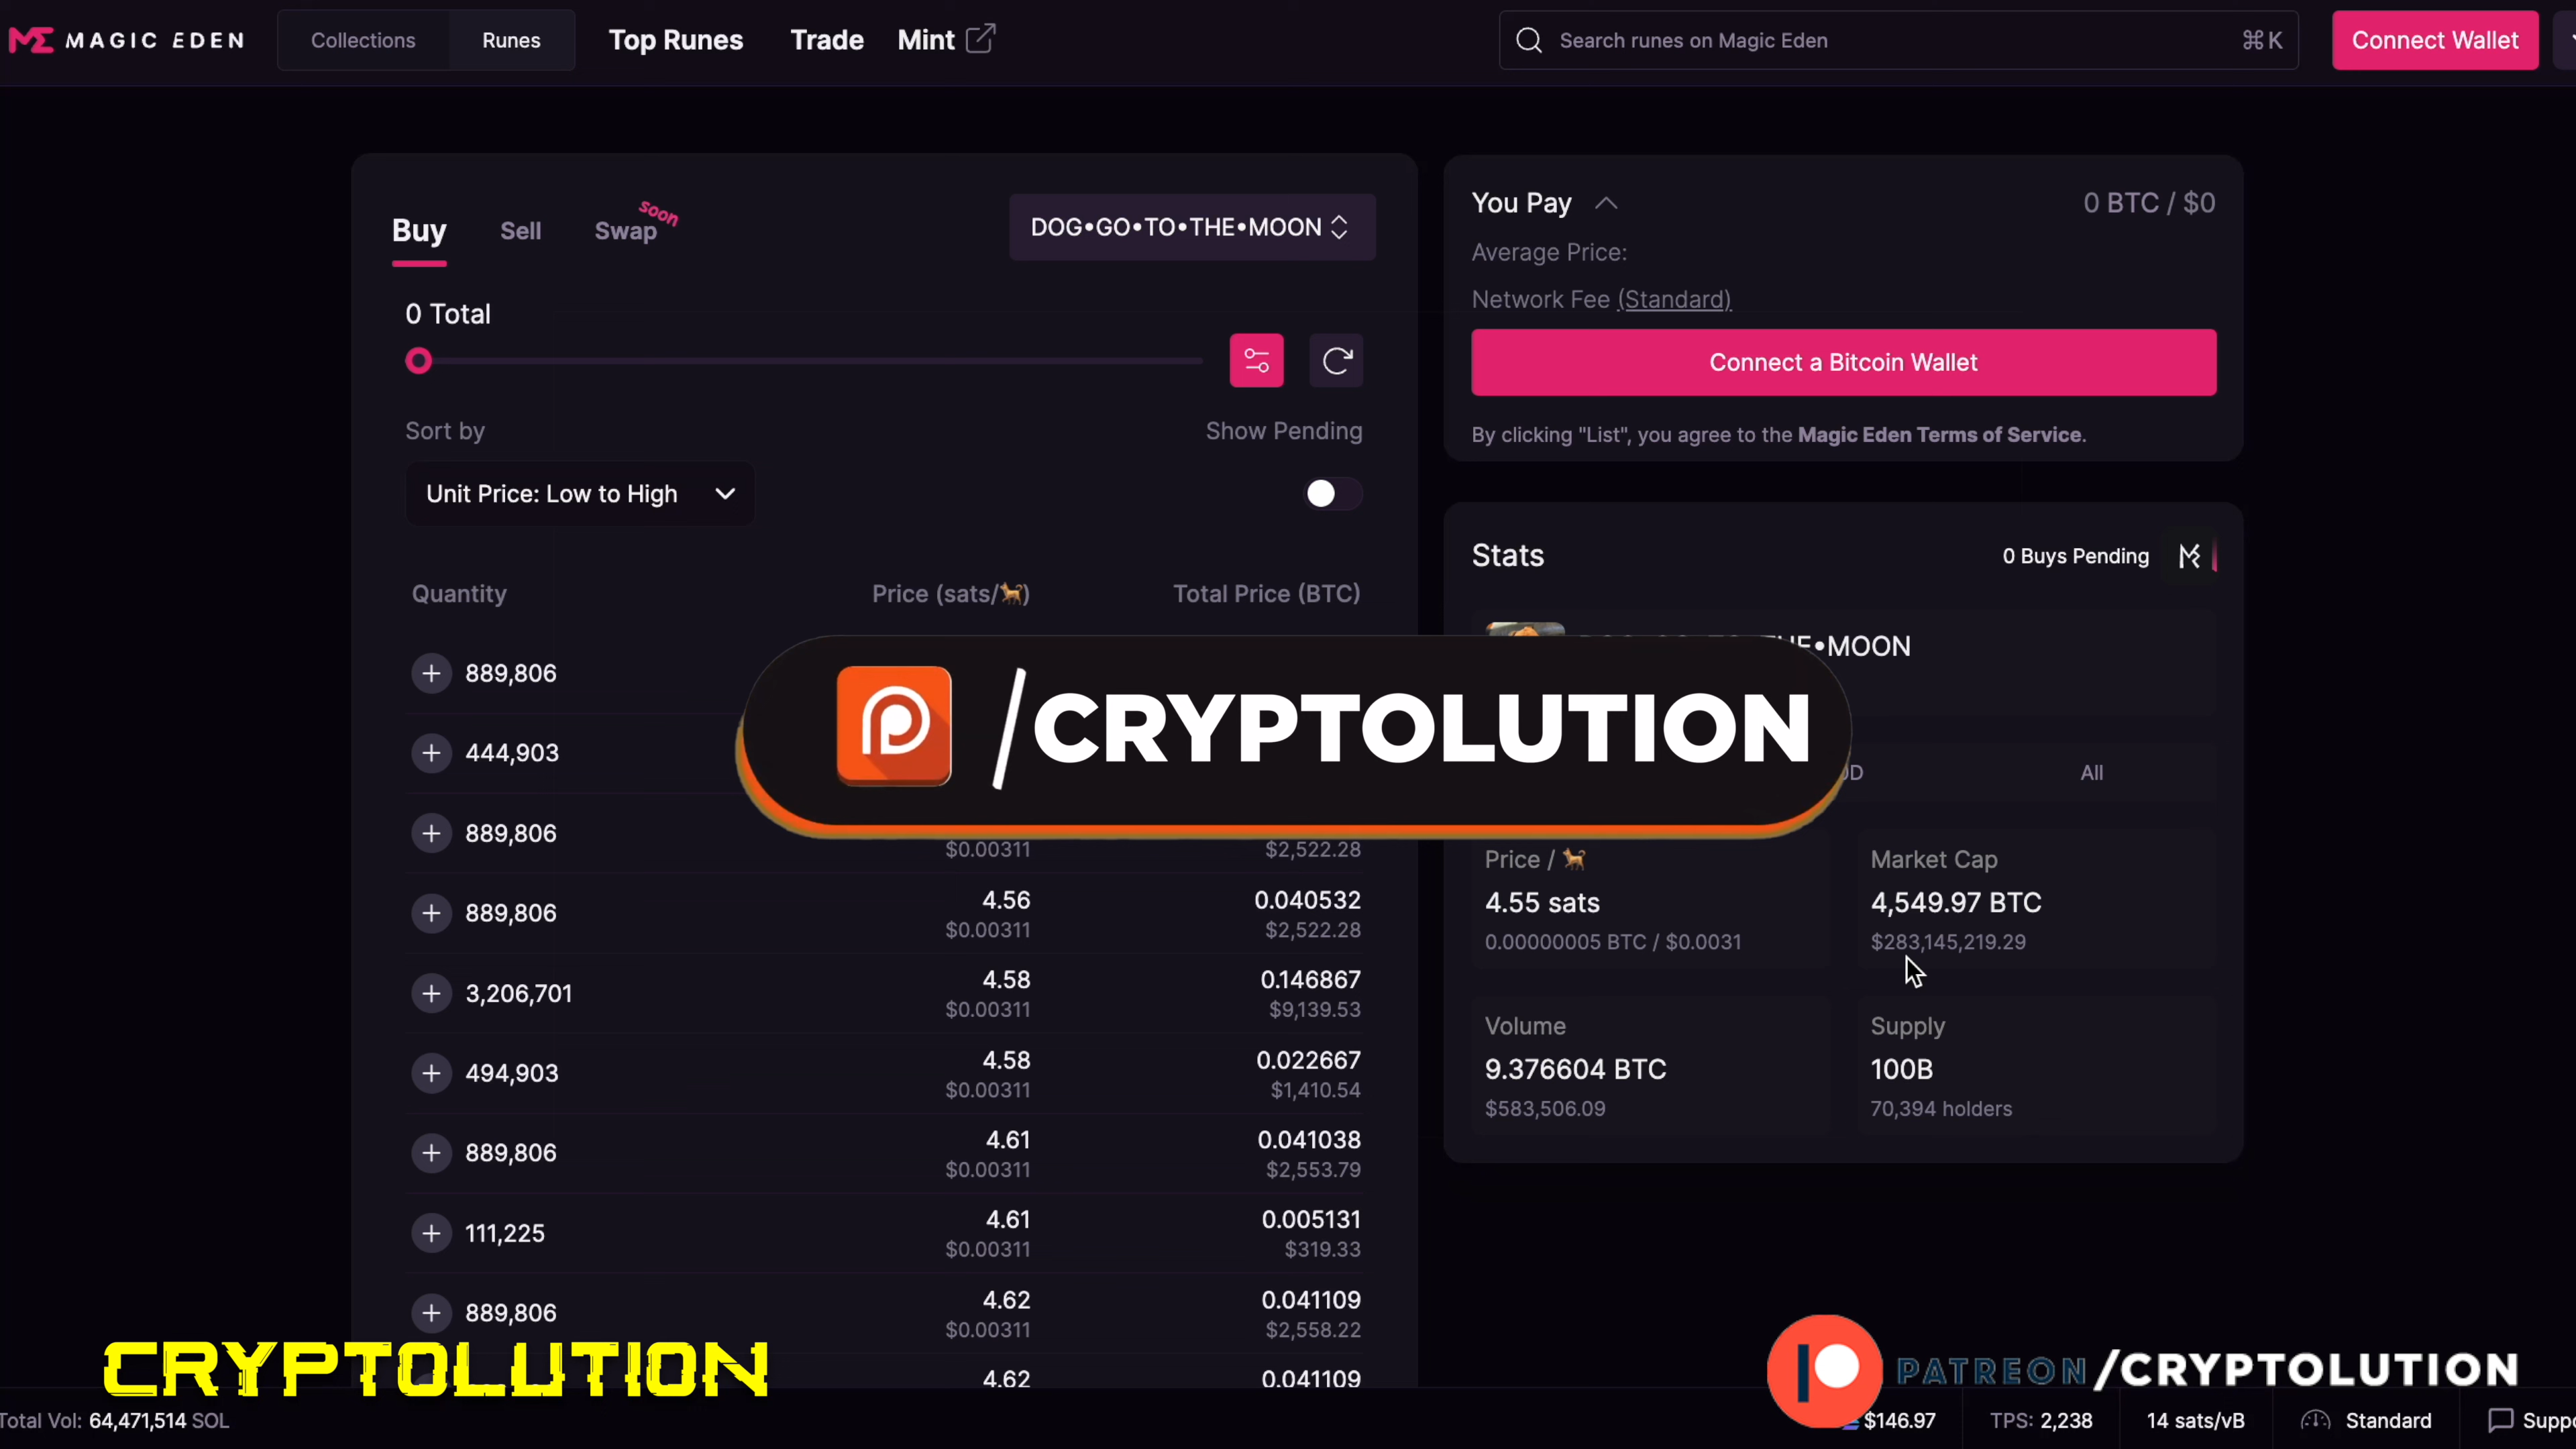 MAGIC EDEN Collections Runes Top Runes Trade Mint Search runes on Magic Eden ⌘K Connect Wallet
Buy Sell Swap soon DOG•GO•TO•THE•MOON
0 Total
Sort by Show Pending
Unit Price: Low to High
Quantity Price (sats/🐕) Total Price (BTC)
889,806
444,903
889,806
$0.00311 $2,522.28
889,806 4.56 0.040532
$0.00311 $2,522.28
3,206,701 4.58 0.146867
$0.00311 $9,139.53
494,903 4.58 0.022667
$0.00311 $1,410.54
889,806 4.61 0.041038
$0.00311 $2,553.79
111,225 4.61 0.005131
$0.00311 $319.33
889,806 4.62 0.041109
$0.00311 $2,558.22
4.62 0.041109
You Pay 0 BTC / $0
Average Price:
Network Fee (Standard)
Connect a Bitcoin Wallet
By clicking "List", you agree to the Magic Eden Terms of Service.
Stats 0 Buys Pending
•MOON
All
/CRYPTOLUTION
Price / 🐕 Market Cap
4.55 sats 4,549.97 BTC
0.00000005 BTC / $0.0031 $283,145,219.29
Volume Supply
9.376604 BTC 100B
$583,506.09 70,394 holders
CRYPTOLUTION
PATREON/CRYPTOLUTION
Total Vol: 64,471,514 SOL $146.97 TPS: 2,238 14 sats/vB Standard